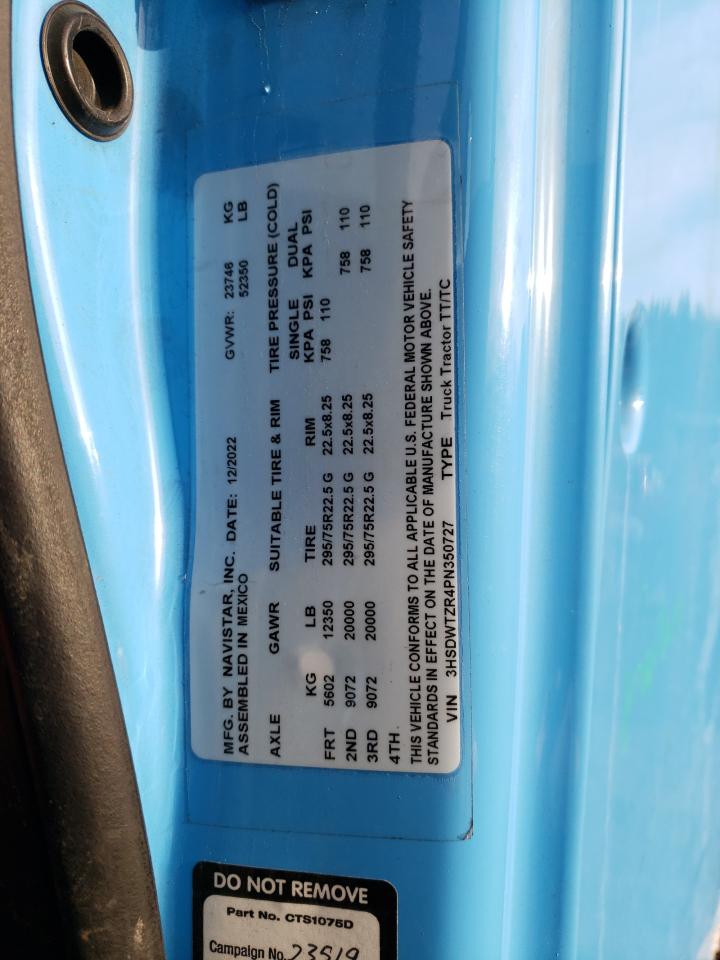 MFG. BY NAVISTAR, INC. DATE: 12/2022 GVWR: 23746 KG
ASSEMBLED IN MEXICO 52350 LB
AXLE GAWR SUITABLE TIRE & RIM TIRE PRESSURE (COLD)
SINGLE DUAL
KG LB TIRE RIM KPA PSI KPA PSI
FRT 5602 12350 295/75R22.5 G 22.5x8.25 758 110
2ND 9072 20000 295/75R22.5 G 22.5x8.25 758 110
3RD 9072 20000 295/75R22.5 G 22.5x8.25 758 110
4TH
THIS VEHICLE CONFORMS TO ALL APPLICABLE U.S. FEDERAL MOTOR VEHICLE SAFETY
STANDARDS IN EFFECT ON THE DATE OF MANUFACTURE SHOWN ABOVE.
VIN 3HSDWTZR4PN350727 TYPE Truck Tractor TT/TC
DO NOT REMOVE
Part No. CTS1075D
Campaign No. 23519